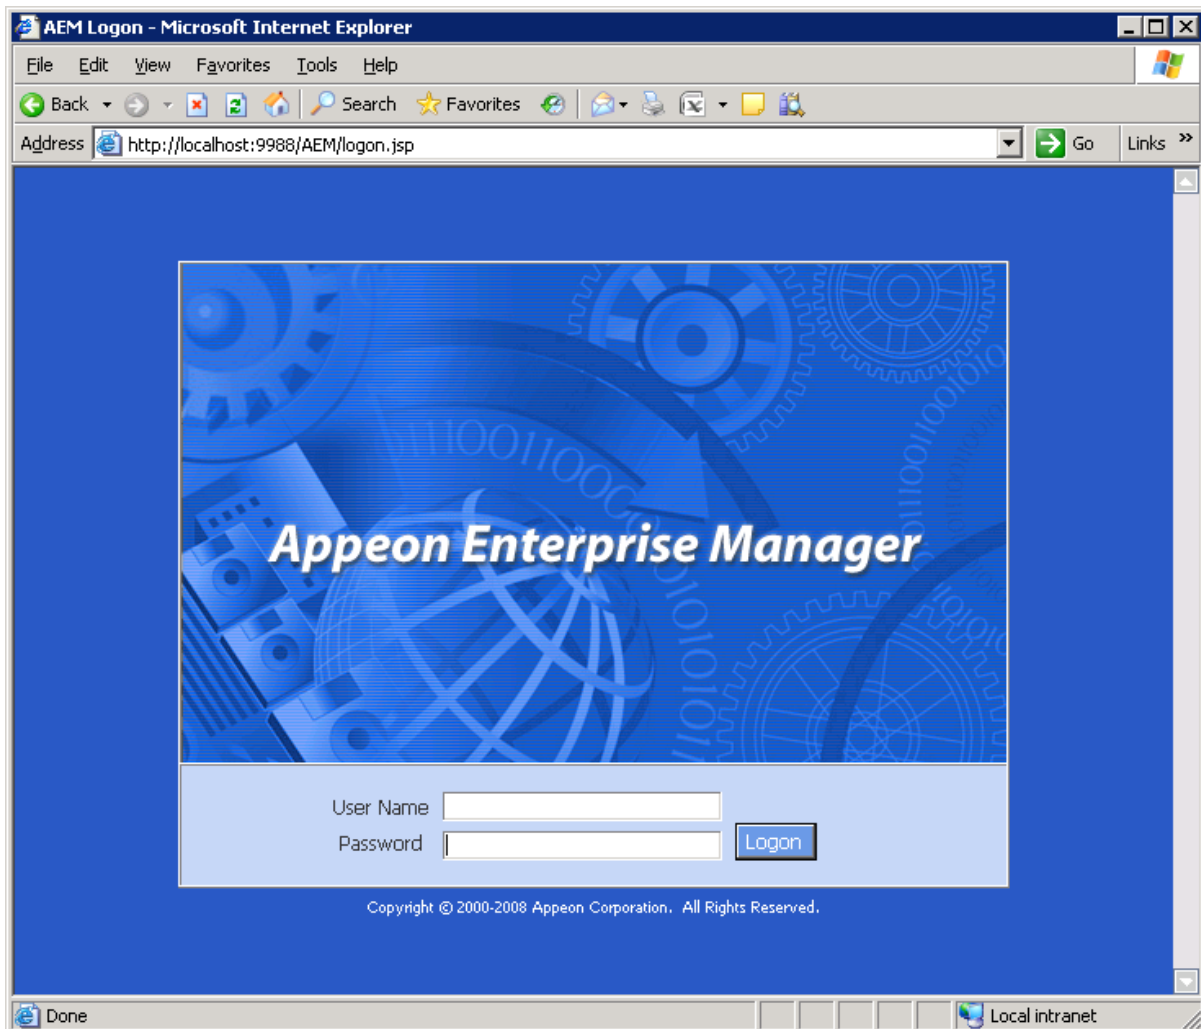 AEM Logon - Microsoft Internet Explorer
File Edit View Favorites Tools Help
Back Search Favorites
Address http://localhost:9988/AEM/logon.jsp Go Links »
Appeon Enterprise Manager
User Name
Password Logon
Copyright © 2000-2008 Appeon Corporation. All Rights Reserved.
Done Local intranet